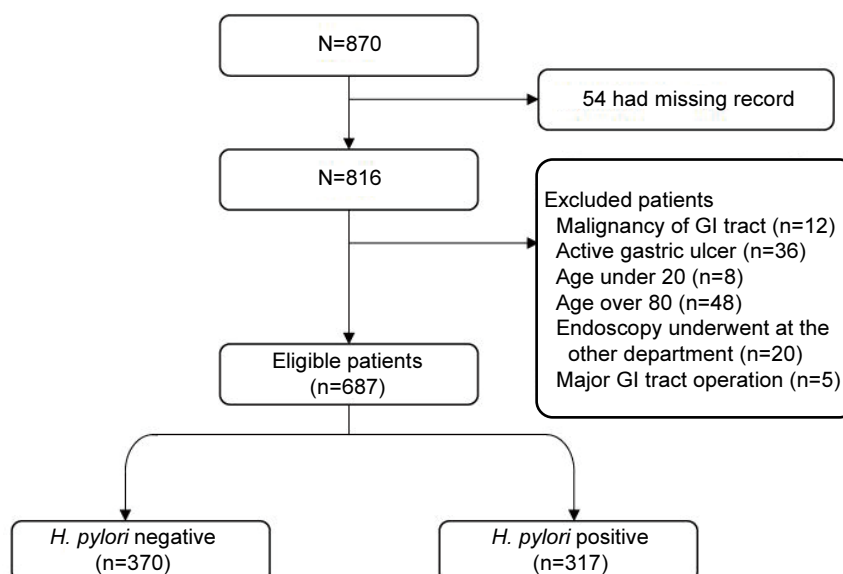 N=870
54 had missing record
N=816
Excluded patients
Malignancy of GI tract (n=12)
Active gastric ulcer (n=36)
Age under 20 (n=8)
Age over 80 (n=48)
Endoscopy underwent at the
other department (n=20)
Major GI tract operation (n=5)
Eligible patients
(n=687)
H. pylori negative
(n=370)
H. pylori positive
(n=317)